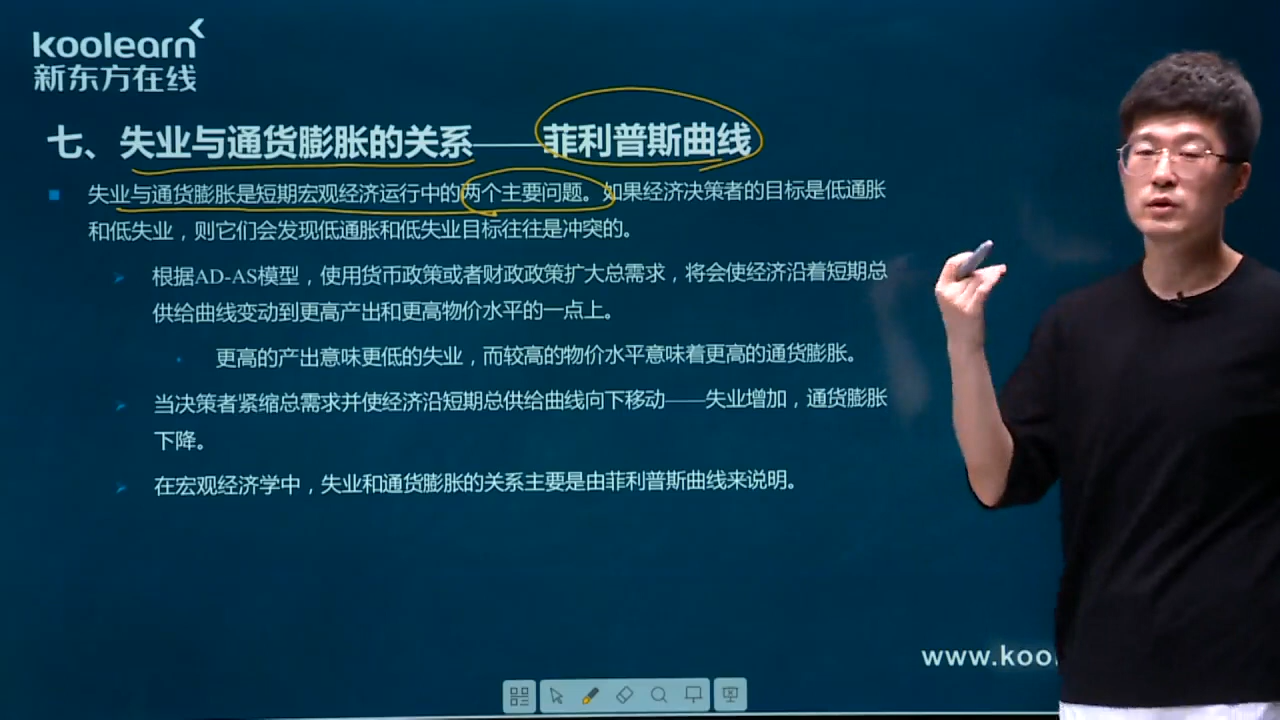 koolearn
新东方在线
七、失业与通货膨胀的关系——菲利普斯曲线
失业与通货膨胀是短期宏观经济运行中的两个主要问题。如果经济决策者的目标是低通胀
和低失业，则它们会发现低通胀和低失业目标往往是冲突的。
根据AD-AS模型，使用货币政策或者财政政策扩大总需求，将会使经济沿着短期总
供给曲线变动到更高产出和更高物价水平的一点上。
更高的产出意味更低的失业，而较高的物价水平意味着更高的通货膨胀。
当决策者紧缩总需求并使经济沿短期总供给曲线向下移动——失业增加，通货膨胀
下降。
在宏观经济学中，失业和通货膨胀的关系主要是由菲利普斯曲线来说明。
www.koo